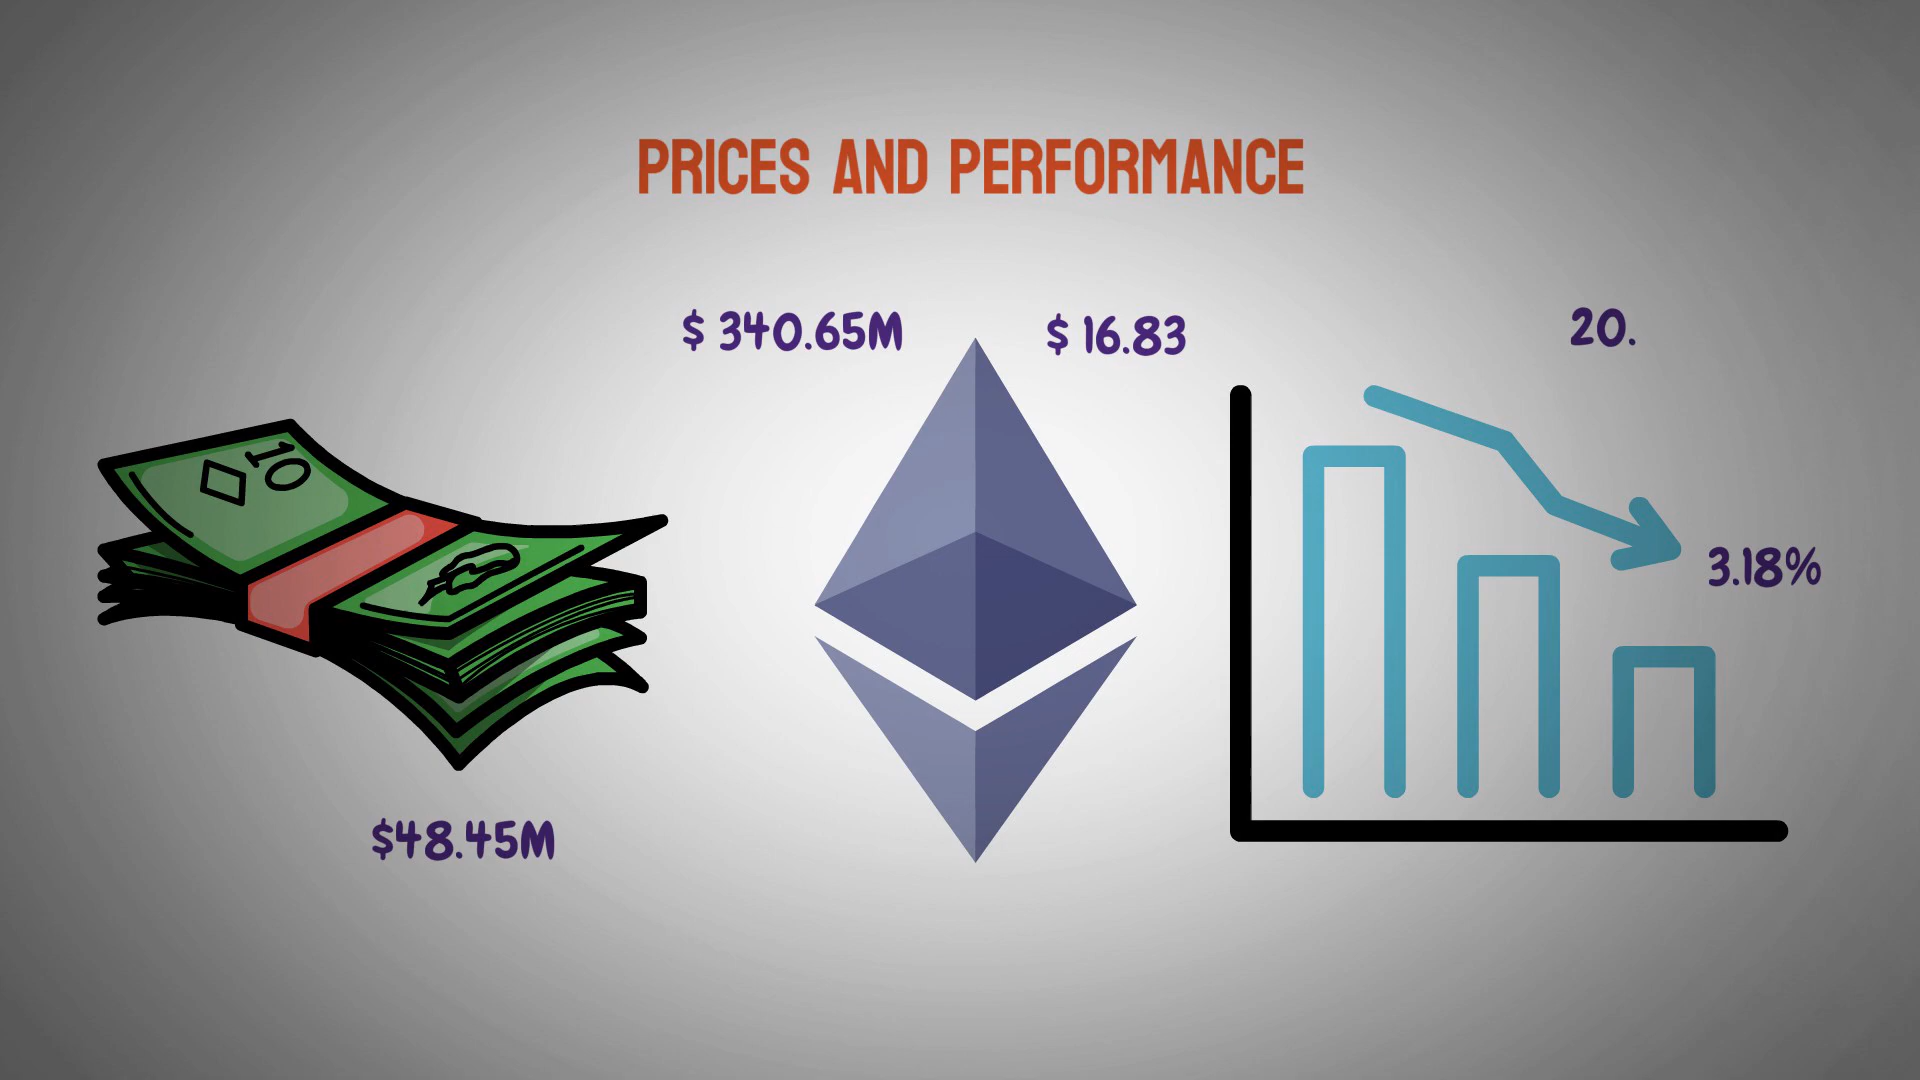 PRICES AND PERFORMANCE
$ 340.65M
$ 16.83
20.
10
3.18%
$48.45M